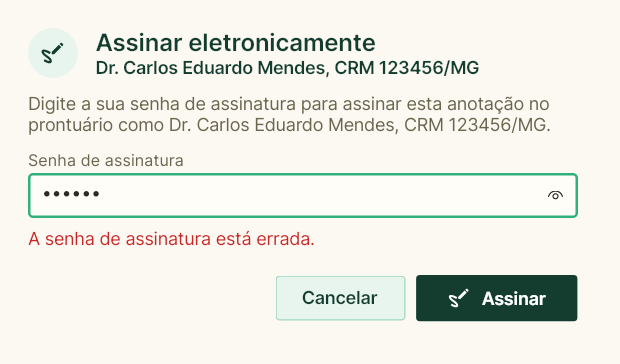 Assinar eletronicamente
Dr. Carlos Eduardo Mendes, CRM 123456/MG
Digite a sua senha de assinatura para assinar esta anotação no
prontuário como Dr. Carlos Eduardo Mendes, CRM 123456/MG.
Senha de assinatura
••••••
A senha de assinatura está errada.
Cancelar
Assinar